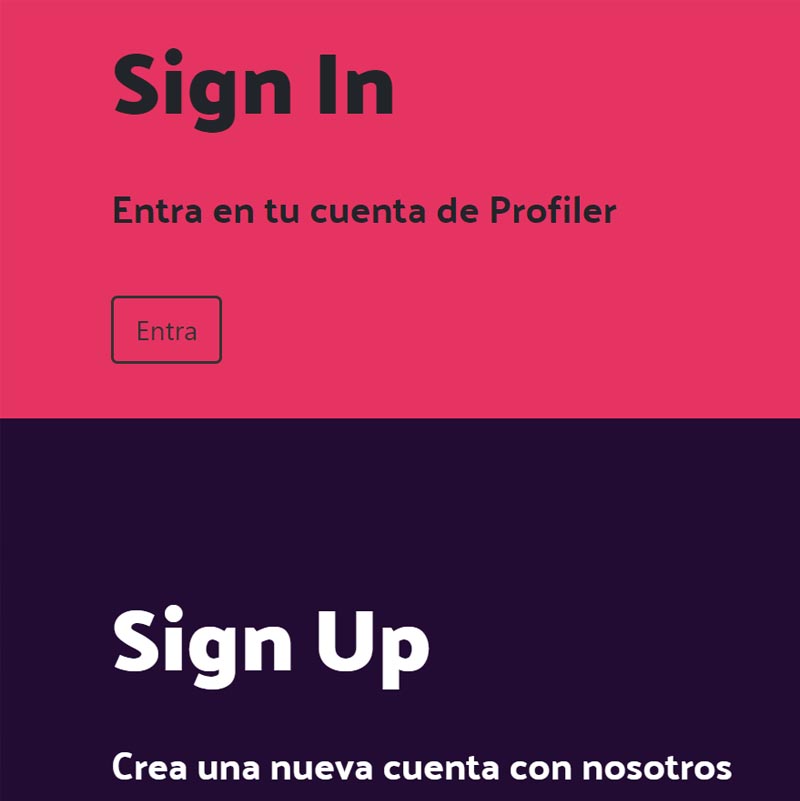 Sign In
Entra en tu cuenta de Profiler
Entra
Sign Up
Crea una nueva cuenta con nosotros